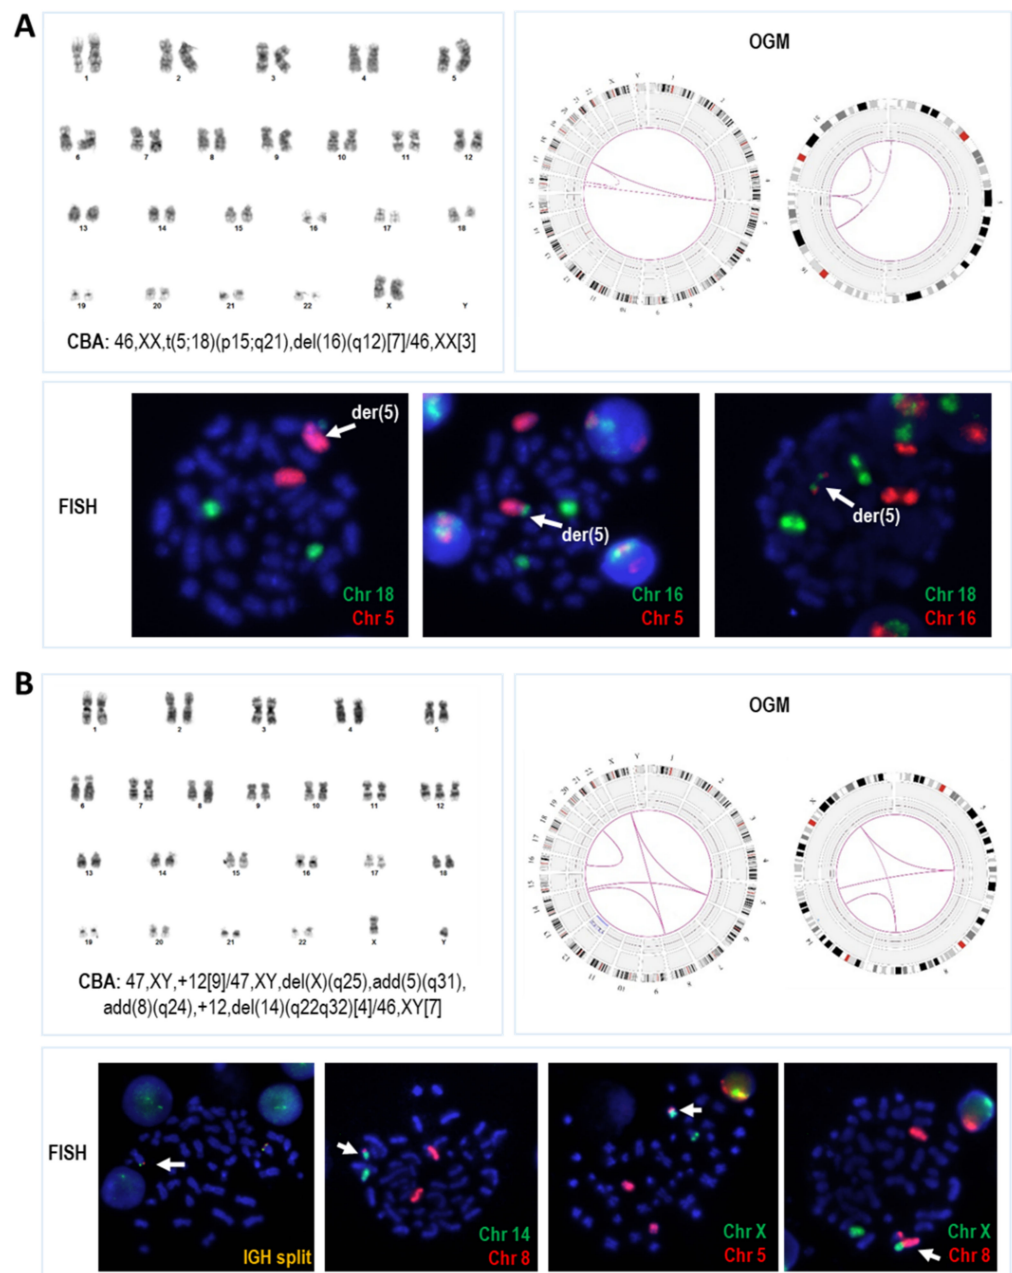 A
1 2 3 4 5
6 7 8 9 10 11 12
13 14 15 16 17 18
19 20 21 22 X Y
CBA: 46,XX,t(5;18)(p15;q21),del(16)(q12)[7]/46,XX[3]
OGM
FISH
der(5)
Chr 18
Chr 5
der(5)
Chr 16
Chr 5
der(5)
Chr 18
Chr 16
B
1 2 3 4 5
6 7 8 9 10 11 12
13 14 15 16 17 18
19 20 21 22 X Y
CBA: 47,XY,+12[9]/47,XY,del(X)(q25),add(5)(q31),
add(8)(q24),+12,del(14)(q22q32)[4]/46,XY[7]
OGM
FISH
IGH split
Chr 14
Chr 8
Chr X
Chr 5
Chr X
Chr 8